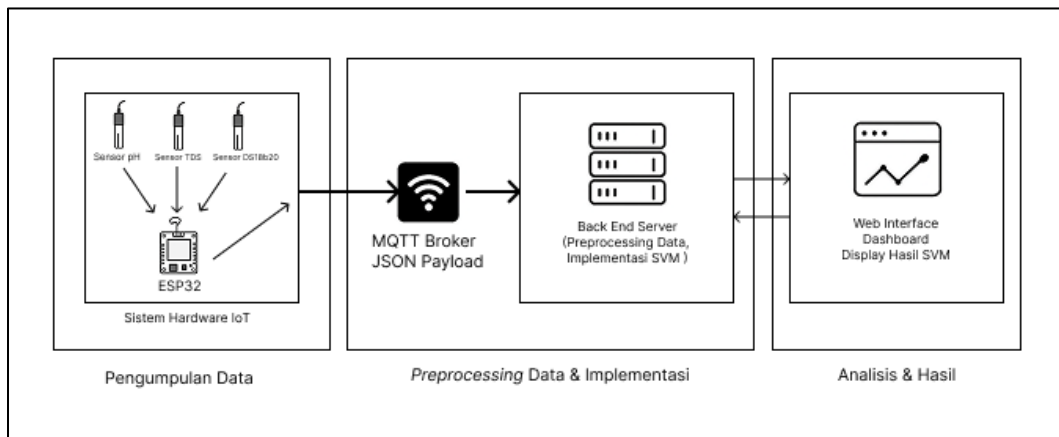 Sensor pH
Sensor TDS
Sensor DS18b20
ESP32
Sistem Hardware IoT
Pengumpulan Data
MQTT Broker
JSON Payload
Back End Server
(Preprocessing Data,
Implementasi SVM )
Preprocessing Data & Implementasi
Web Interface
Dashboard
Display Hasil SVM
Analisis & Hasil